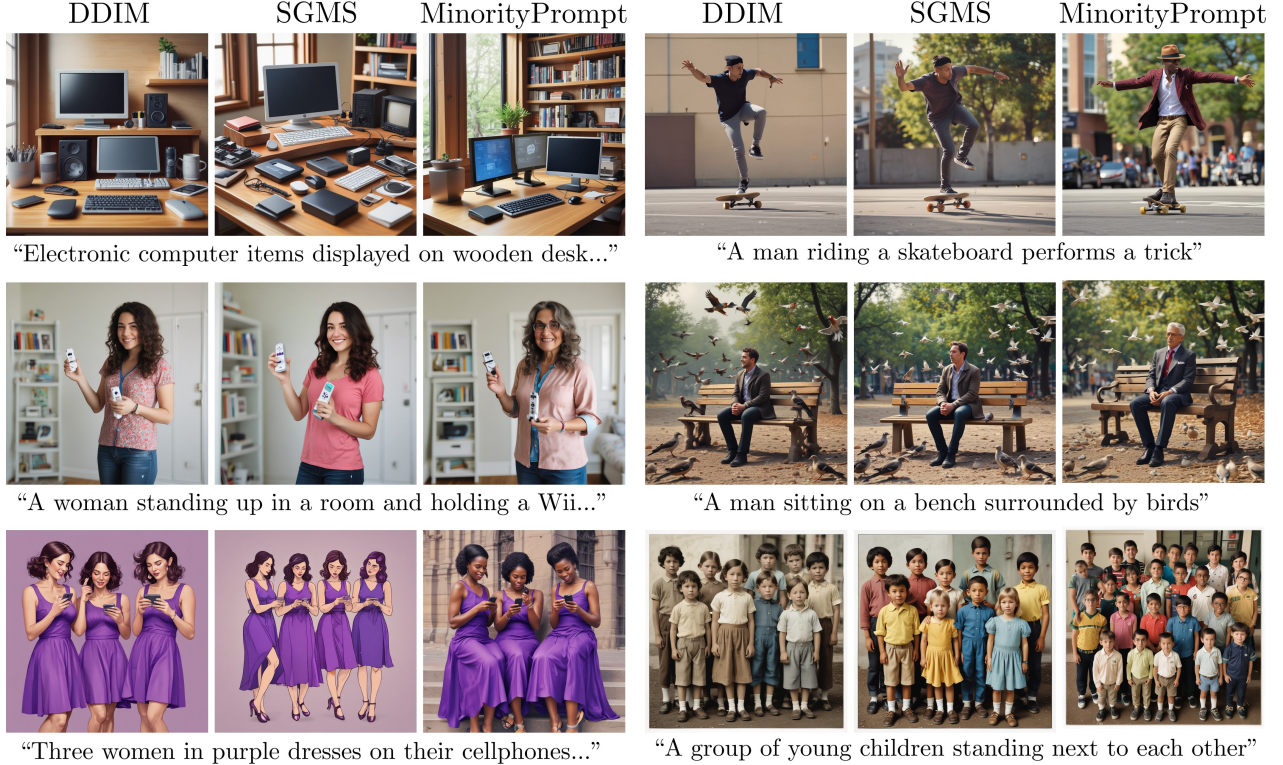 DDIM SGMS MinorityPrompt DDIM SGMS MinorityPrompt
“Electronic computer items displayed on wooden desk...” “A man riding a skateboard performs a trick”
“A woman standing up in a room and holding a Wii...” “A man sitting on a bench surrounded by birds”
“Three women in purple dresses on their cellphones...” “A group of young children standing next to each other”